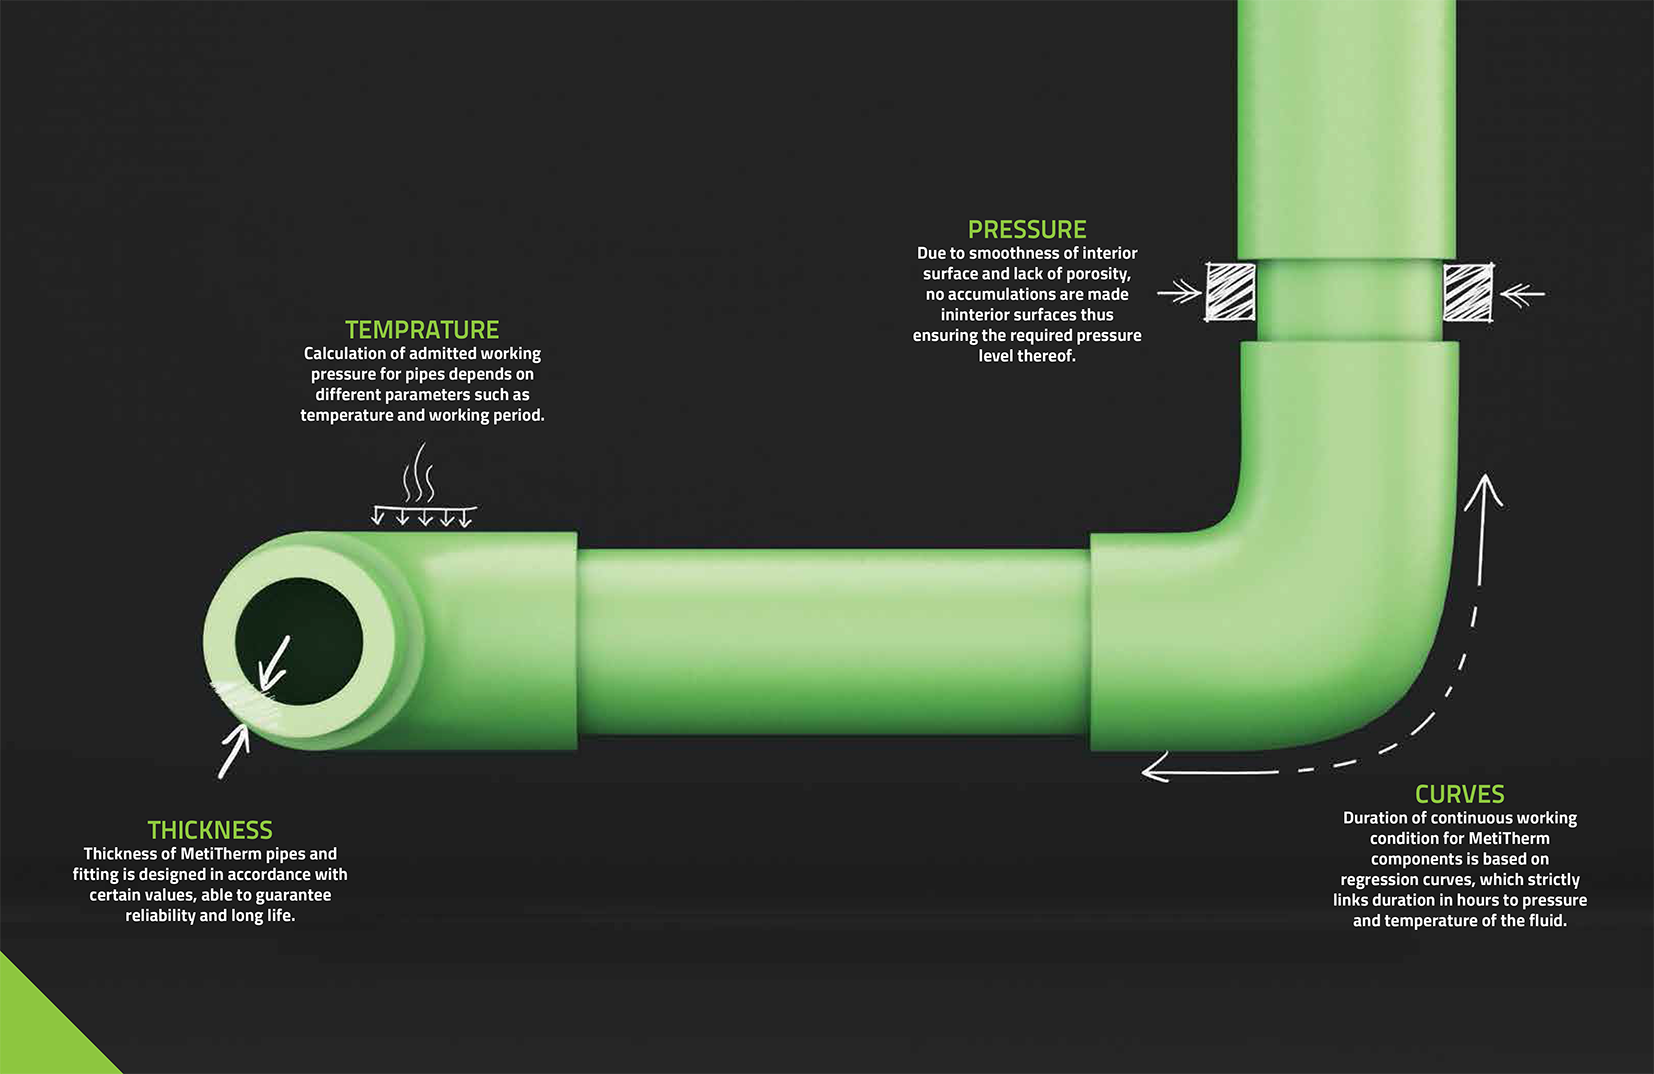 PRESSURE
Due to smoothness of interior
surface and lack of porosity,
no accumulations are made
ininterior surfaces thus
ensuring the required pressure
level thereof.
TEMPRATURE
Calculation of admitted working
pressure for pipes depends on
different parameters such as
temperature and working period.
THICKNESS
Thickness of MetiTherm pipes and
fitting is designed in accordance with
certain values, able to guarantee
reliability and long life.
CURVES
Duration of continuous working
condition for MetiTherm
components is based on
regression curves, which strictly
links duration in hours to pressure
and temperature of the fluid.